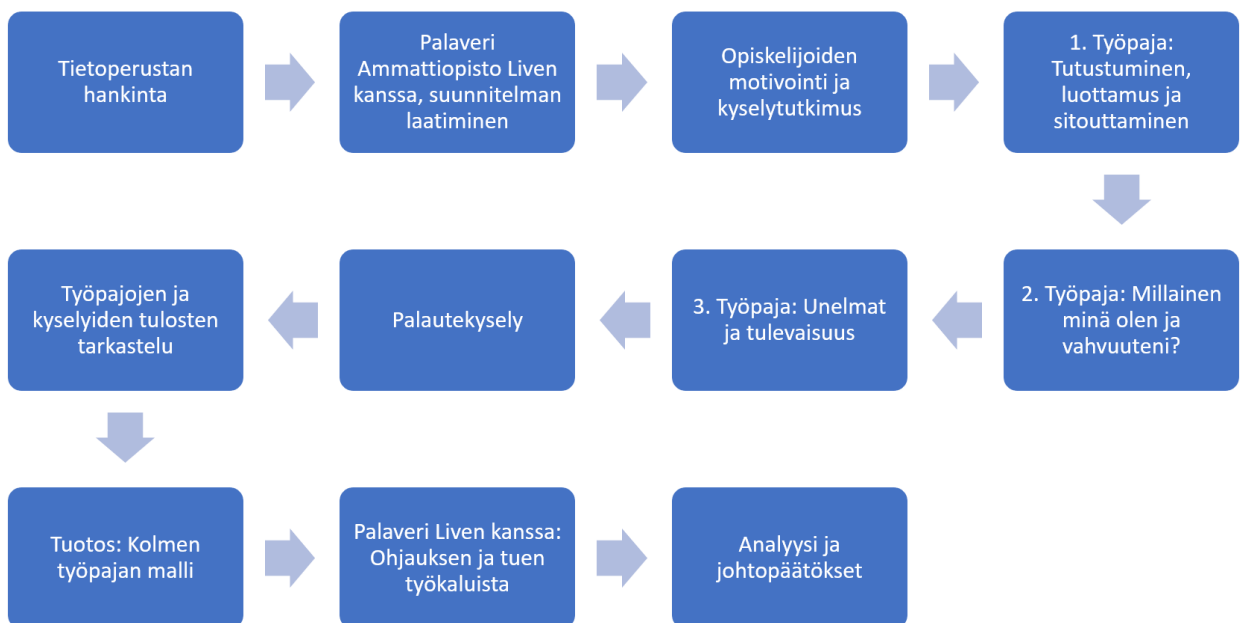 Tietoperustan
hankinta
Palaveri
Ammattiopisto Liven
kanssa, suunnitelman
laatiminen
Opiskelijoiden
motivointi ja
kyselytutkimus
1. Työpaja:
Tutustuminen,
luottamus ja
sitouttaminen
2. Työpaja: Millainen
minä olen ja
vahvuuteni?
3. Työpaja: Unelmat
ja tulevaisuus
Palautekysely
Työpajojen ja
kyselyiden tulosten
tarkastelu
Tuotos: Kolmen
työpajan malli
Palaveri Liven kanssa:
Ohjauksen ja tuen
työkaluista
Analyysi ja
johtopäätökset